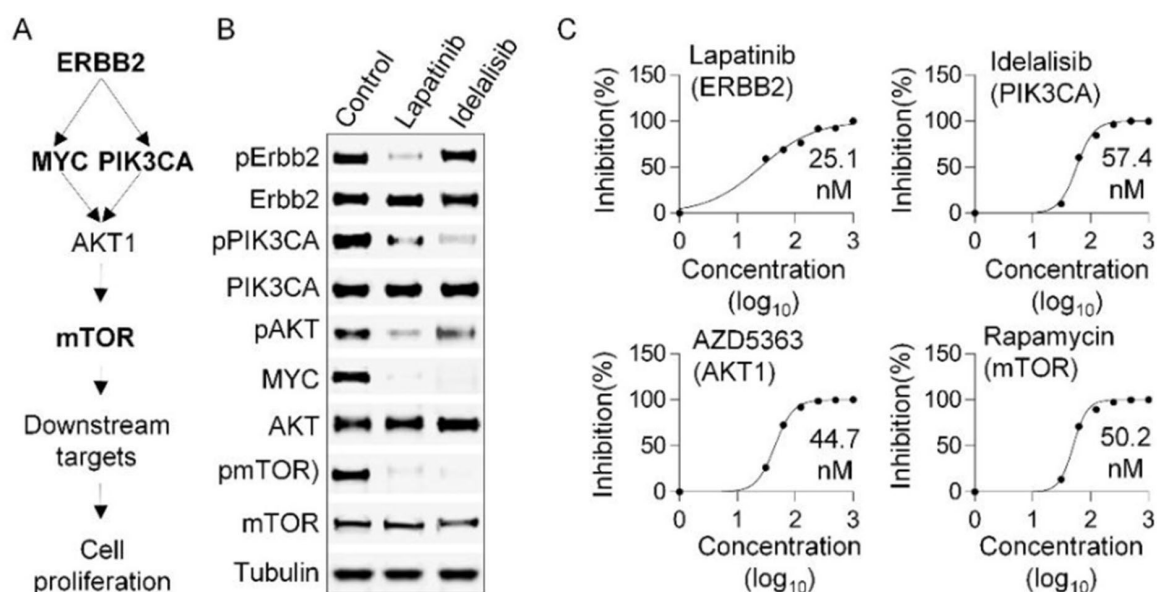 A
ERBB2
MYC PIK3CA
AKT1
mTOR
Downstream
targets
Cell
proliferation
B
Control
Lapatinib
Idelalisib
pErbb2
Erbb2
pPIK3CA
PIK3CA
pAKT
MYC
AKT
pmTOR)
mTOR
Tubulin
C
Lapatinib
(ERBB2)
Inhibition(%)
150
100
50
0
25.1
nM
0 1 2 3
Concentration
(log10)
Idelalisib
(PIK3CA)
Inhibition(%)
150
100
50
0
57.4
nM
0 1 2 3
Concentration
(log10)
AZD5363
(AKT1)
Inhibition(%)
150
100
50
0
44.7
nM
0 1 2 3
Concentration
(log10)
Rapamycin
(mTOR)
Inhibition(%)
150
100
50
0
50.2
nM
0 1 2 3
Concentration
(log10)